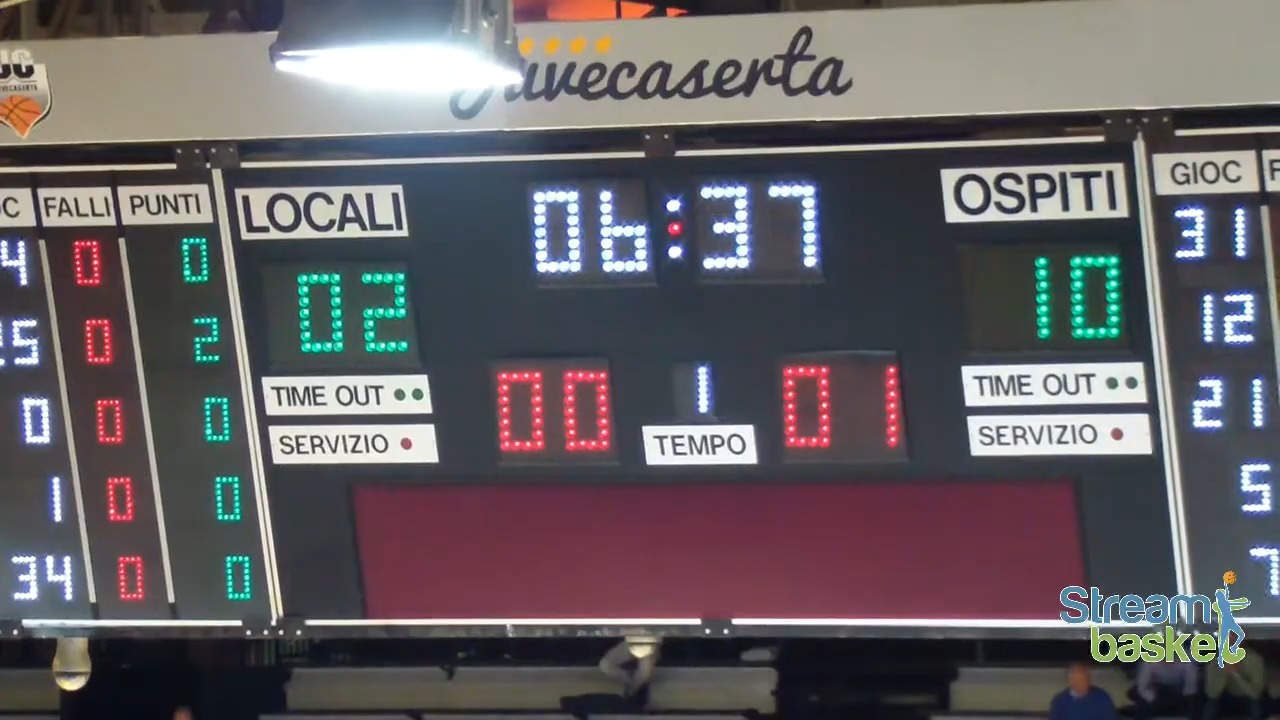 JC
JUVECASERTA
Juvecaserta
FALLI PUNTI
LOCALI
06:37
OSPITI
GIOC
4 0 0
02
10
31
25 0 2
12
TIME OUT
00
1
01
TIME OUT
0 0 0
21
SERVIZIO
TEMPO
SERVIZIO
1 0 0
5
34 0 0
7
Stream
basket